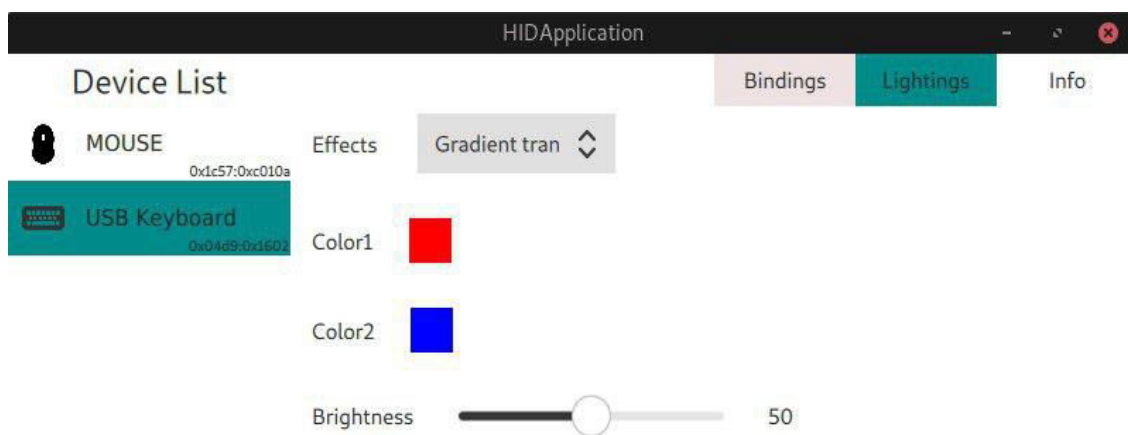 HIDApplication
Device List
Bindings
Lightings
Info
MOUSE
0x1c57:0xc010a
USB Keyboard
0x04d9:0x1602
Effects
Gradient tran
Color1
Color2
Brightness
50